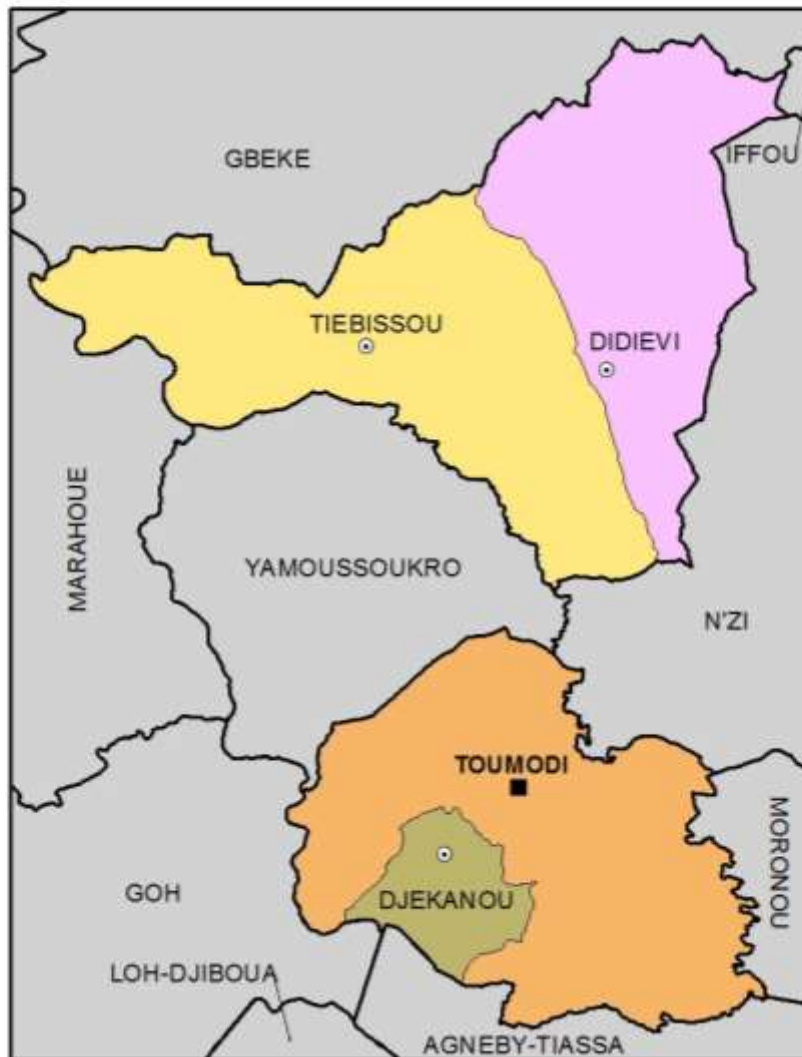 GBEKE
IFFOU
TIEBISSOU
DIDIEVI
MARAHOUE
YAMOUSSOUKRO
N'ZI
TOUMODI
MORONOU
GOH
DJEKANOU
LOH-DJIBOUA
AGNEBY-TIASSA